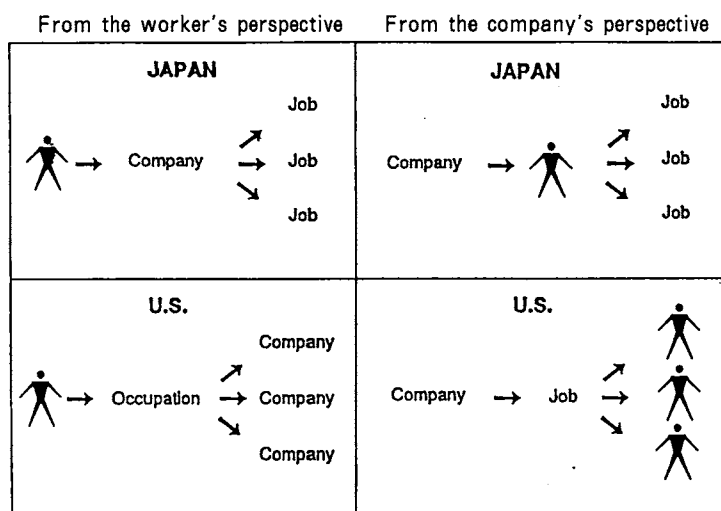 From the worker's perspective
From the company's perspective
JAPAN
Job
Company
Job
Job
JAPAN
Job
Company
Job
Job
U.S.
Company
Occupation
Company
Company
U.S.
Company
Job